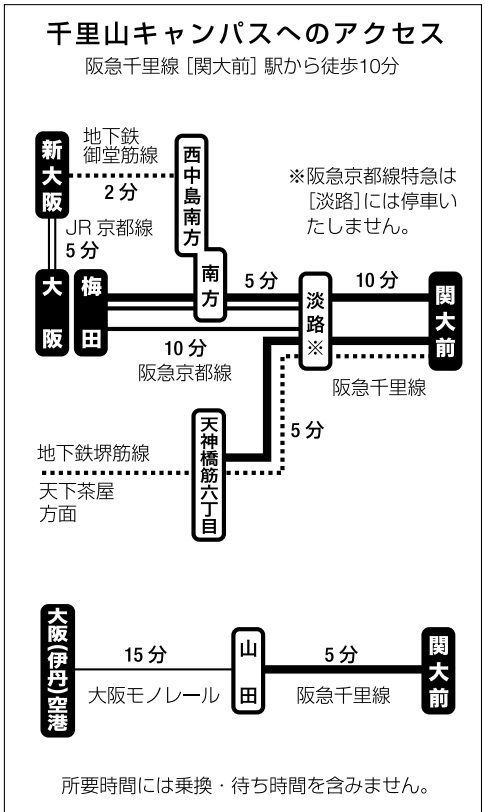 千里山キャンパスへのアクセス
阪急千里線［関大前］駅から徒歩10分
新大阪
地下鉄
御堂筋線
2分
西中島南方
※阪急京都線特急は
［淡路］には停車い
たしません。
JR 京都線
5分
大阪
梅田
南方
5分
淡路※
10分
関大前
10分
阪急京都線
阪急千里線
5分
天神橋筋六丁目
地下鉄堺筋線
天下茶屋
方面
大阪(伊丹)空港
15分
大阪モノレール
山田
5分
阪急千里線
関大前
所要時間には乗換・待ち時間を含みません。